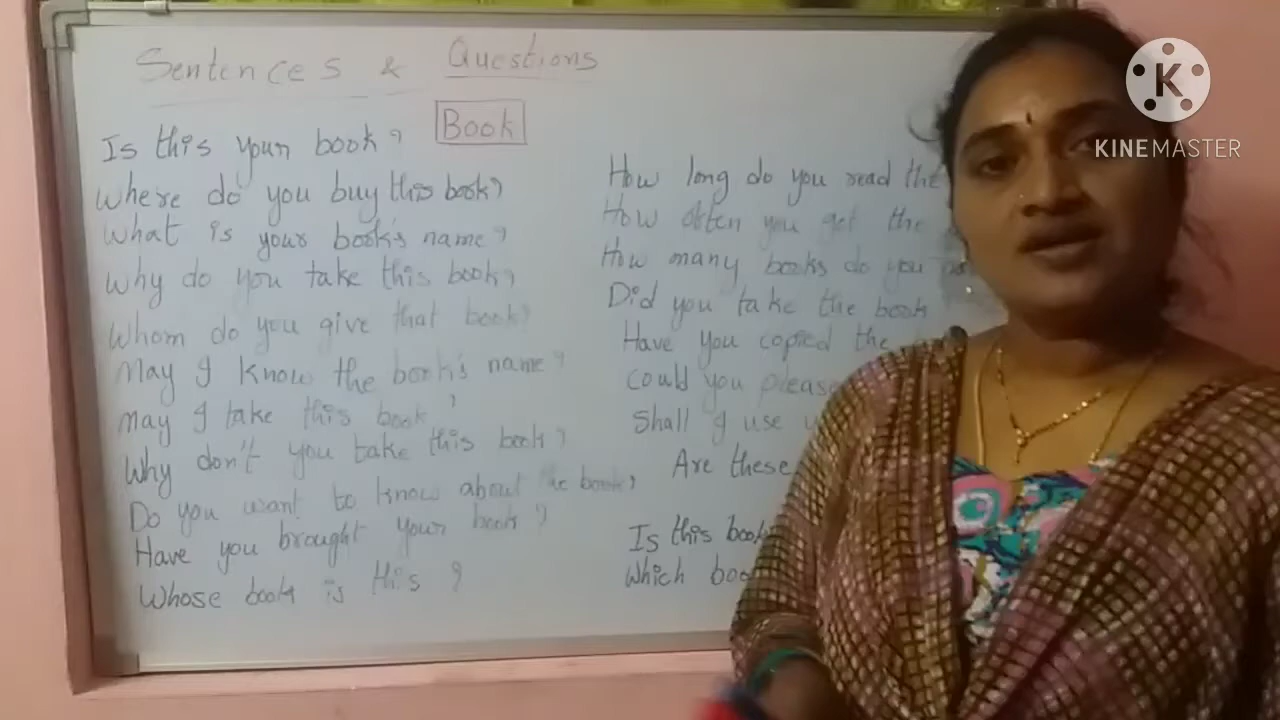 Sentences & Questions
Book
Is this your book?
Where do you buy this book?
What is your book's name?
Why do you take this book?
Whom do you give that book?
May I know the book's name?
May I take this book?
Why don't you take this book?
Do you want to know about the book?
Have you brought your book?
Whose book is this?
How long do you read the
How often you get the
How many books do you
Did you take the book
Have you copied the
Could you please
Shall I use
Are these
Is this book
Which
K
KINEMASTER